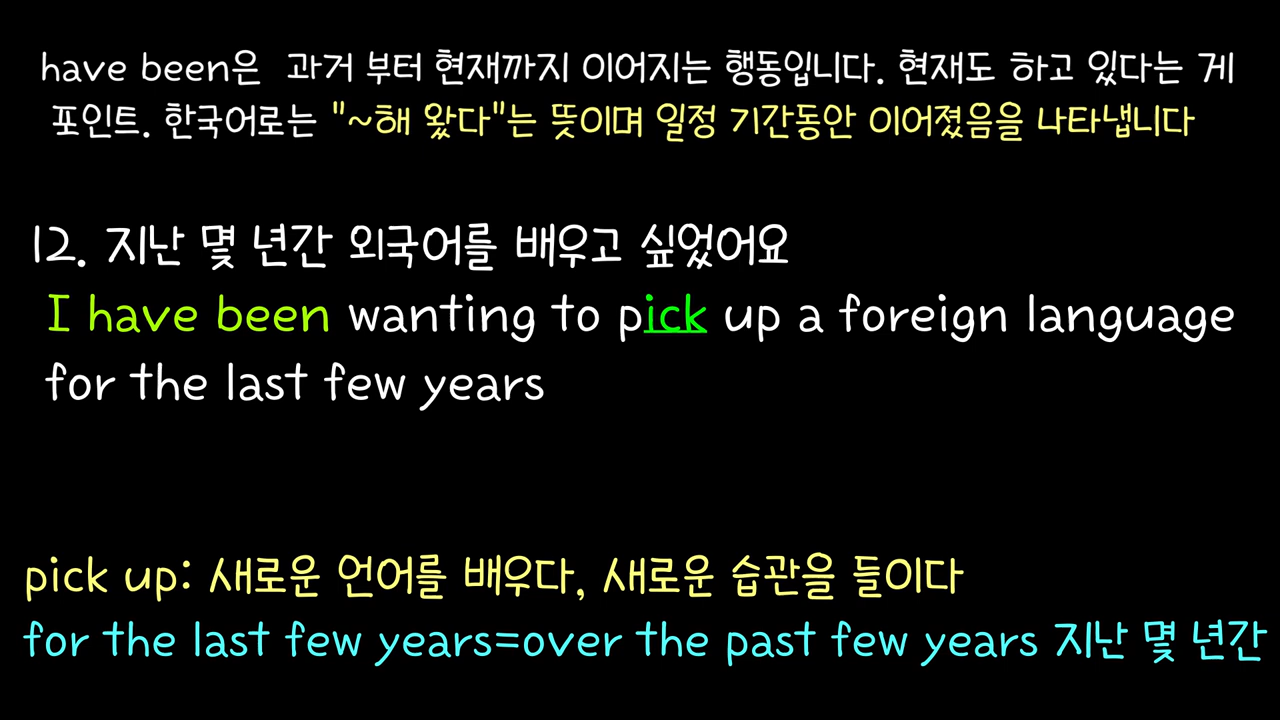 have been은 과거 부터 현재까지 이어지는 행동입니다. 현재도 하고 있다는 게
포인트. 한국어로는 "~해 왔다"는 뜻이며 일정 기간동안 이어졌음을 나타냅니다
12. 지난 몇 년간 외국어를 배우고 싶었어요
I have been wanting to pick up a foreign language
for the last few years
pick up: 새로운 언어를 배우다, 새로운 습관을 들이다
for the last few years=over the past few years 지난 몇 년간